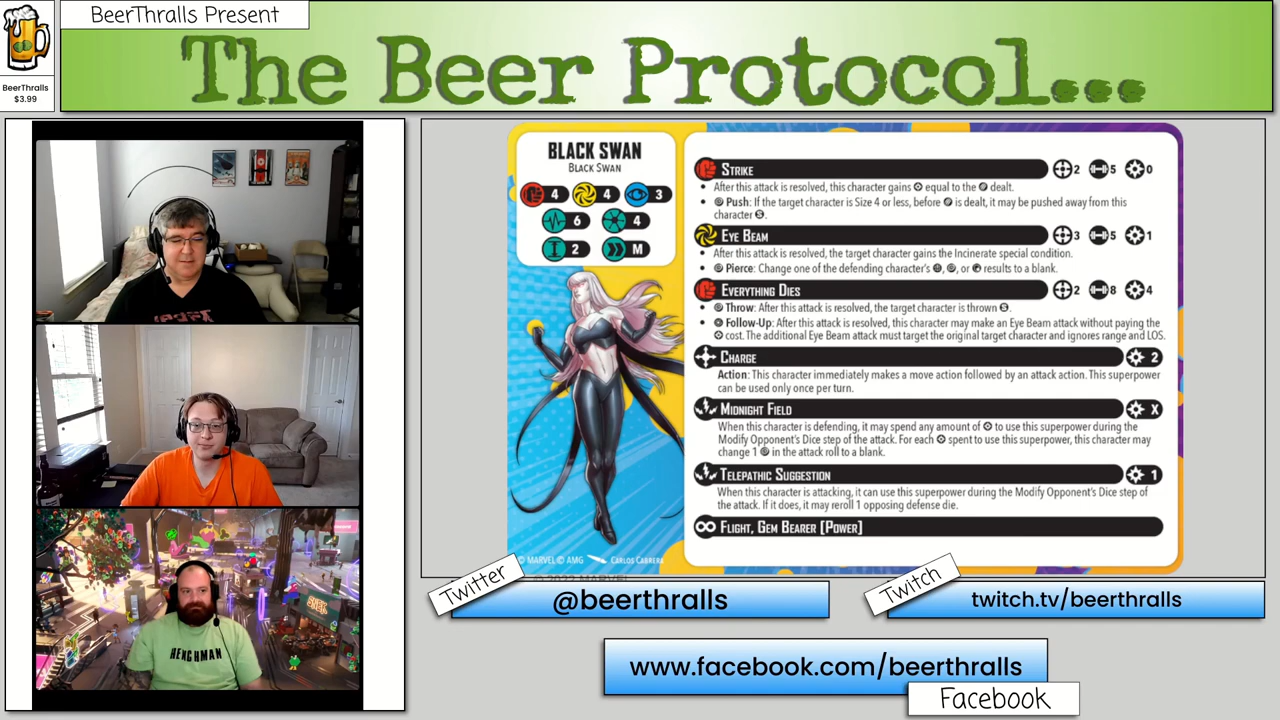 BeerThralls Present
BeerThralls
$3.99
The Beer Protocol...
BLACK SWAN
BLACK SWAN
4 4 3
6 4
2 M
STRIKE 2 5 0
• After this attack is resolved, this character gains equal to the dealt.
• Push: If the target character is Size 4 or less, before is dealt, it may be pushed away from this
character S.
EYE BEAM 3 5 1
• After this attack is resolved, the target character gains the Incinerate special condition.
• Pierce: Change one of the defending character's , , or results to a blank.
EVERYTHING DIES 2 8 4
• Throw: After this attack is resolved, the target character is thrown S.
• Follow-Up: After this attack is resolved, this character may make an Eye Beam attack without paying the
cost. The additional Eye Beam attack must target the original target character and ignores range and LOS.
CHARGE 2
Action: This character immediately makes a move action followed by an attack action. This superpower
can be used only once per turn.
MIDNIGHT FIELD X
When this character is defending, it may spend any amount of to use this superpower during the
Modify Opponent's Dice step of the attack. For each spent to use this superpower, this character may
change 1 in the attack roll to a blank.
TELEPATHIC SUGGESTION 1
When this character is attacking, it can use this superpower during the Modify Opponent's Dice step of
the attack. If it does, it may reroll 1 opposing defense die.
FLIGHT, GEM BEARER [POWER]
© MARVEL © AMG CARLOS CABRERA
© 2022 MARVEL
HENCHMAN
Twitter
@beerthralls
Twitch
twitch.tv/beerthralls
www.facebook.com/beerthralls
Facebook